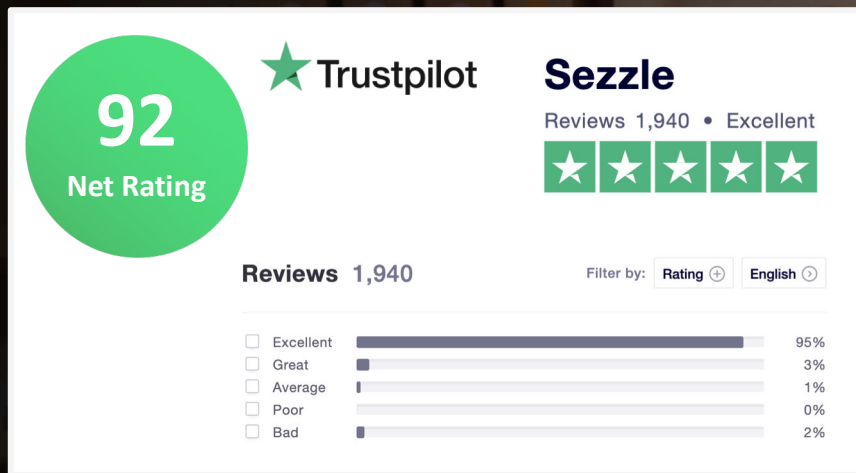 92
Net Rating
Trustpilot
Sezzle
Reviews 1,940 • Excellent
Reviews 1,940
Filter by: Rating English
Excellent 95%
Great 3%
Average 1%
Poor 0%
Bad 2%